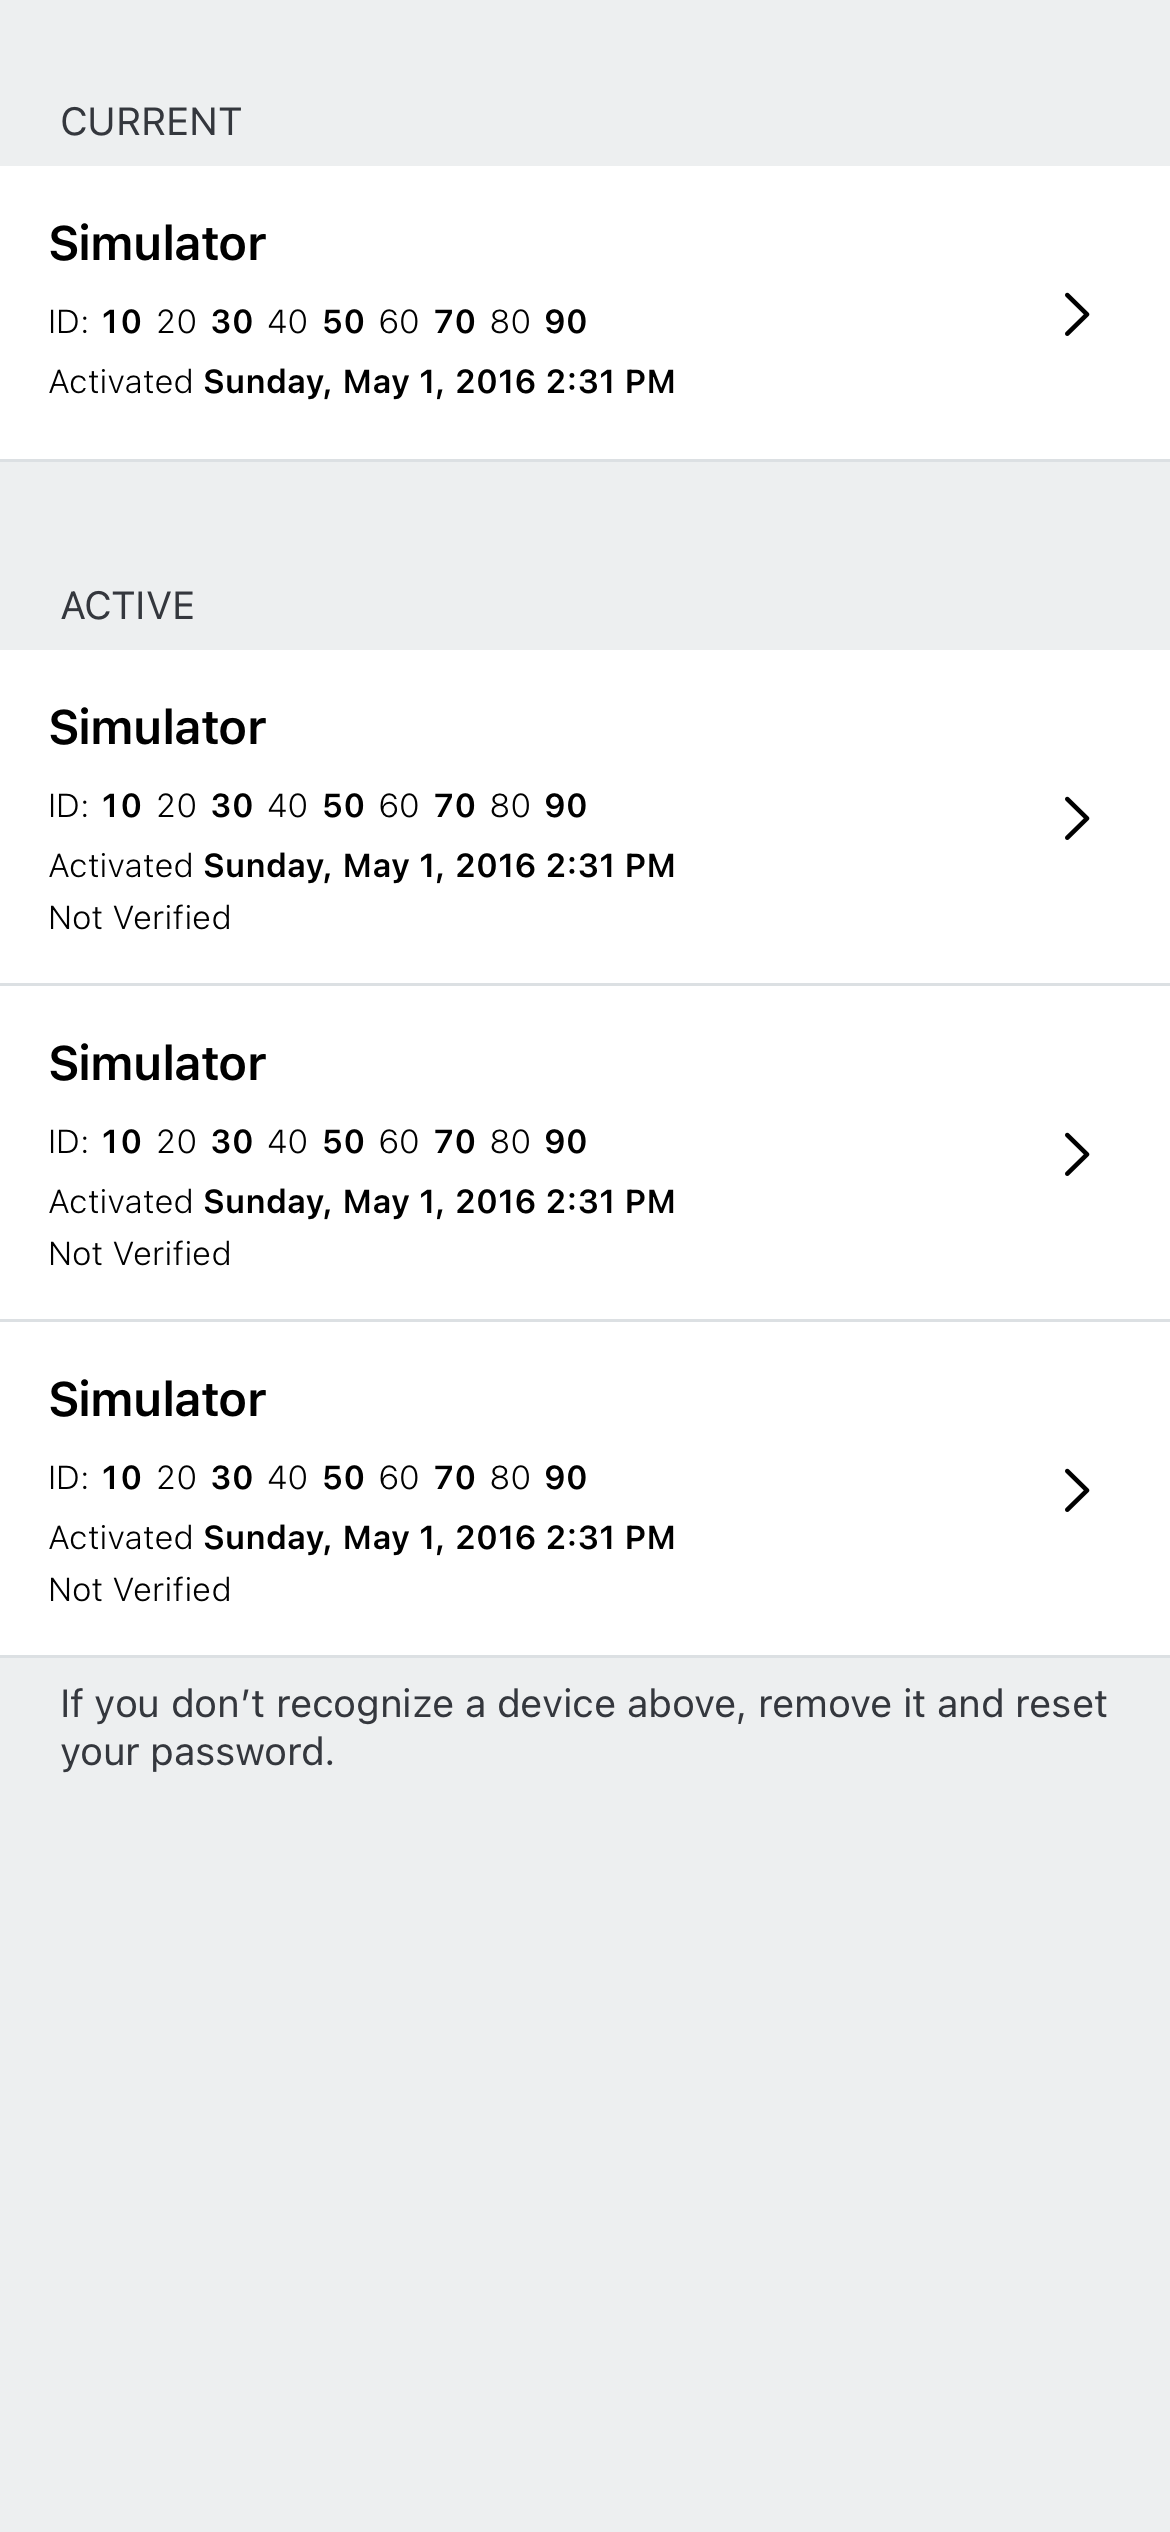 CURRENT
Simulator
ID: 10 20 30 40 50 60 70 80 90
Activated Sunday, May 1, 2016 2:31 PM
ACTIVE
Simulator
ID: 10 20 30 40 50 60 70 80 90
Activated Sunday, May 1, 2016 2:31 PM
Not Verified
Simulator
ID: 10 20 30 40 50 60 70 80 90
Activated Sunday, May 1, 2016 2:31 PM
Not Verified
Simulator
ID: 10 20 30 40 50 60 70 80 90
Activated Sunday, May 1, 2016 2:31 PM
Not Verified
If you don’t recognize a device above, remove it and reset
your password.